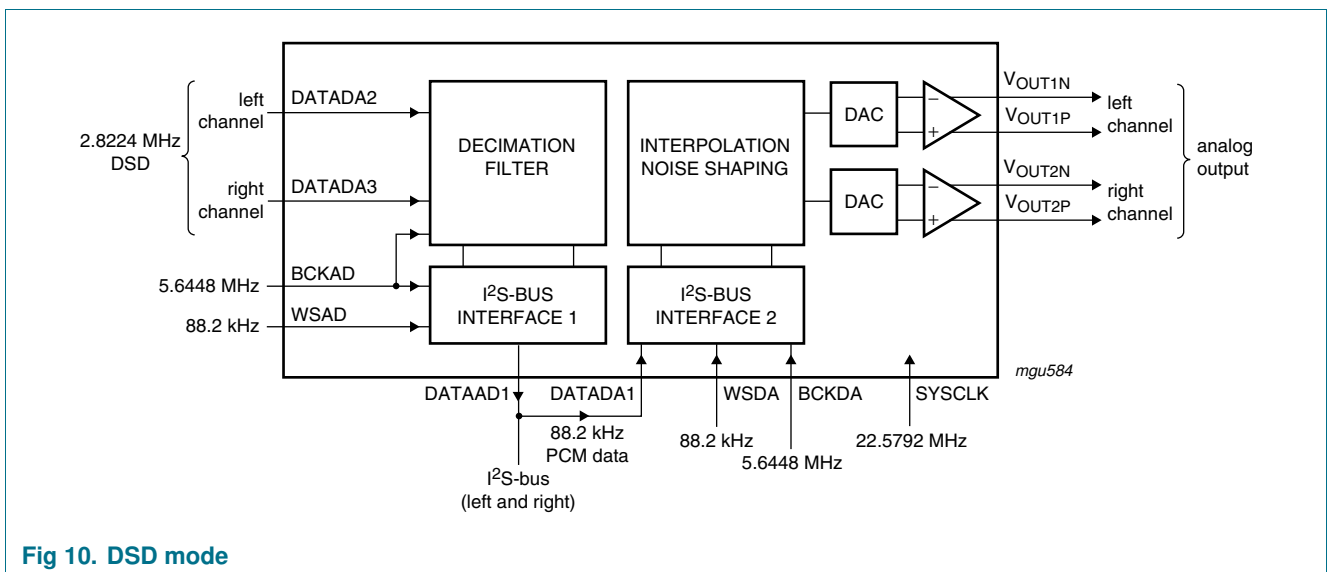 2.8224 MHz
DSD
left
channel
DATADA2
right
channel
DATADA3
5.6448 MHz
BCKAD
88.2 kHz
WSAD
DECIMATION
FILTER
I²S-BUS
INTERFACE 1
INTERPOLATION
NOISE SHAPING
I²S-BUS
INTERFACE 2
DAC
−
+
DAC
−
+
VOUT1N
VOUT1P
left
channel
VOUT2N
VOUT2P
right
channel
analog
output
mgu584
DATAAD1
DATADA1
WSDA
BCKDA
SYSCLK
88.2 kHz
PCM data
88.2 kHz
5.6448 MHz
22.5792 MHz
I²S-bus
(left and right)
Fig 10. DSD mode